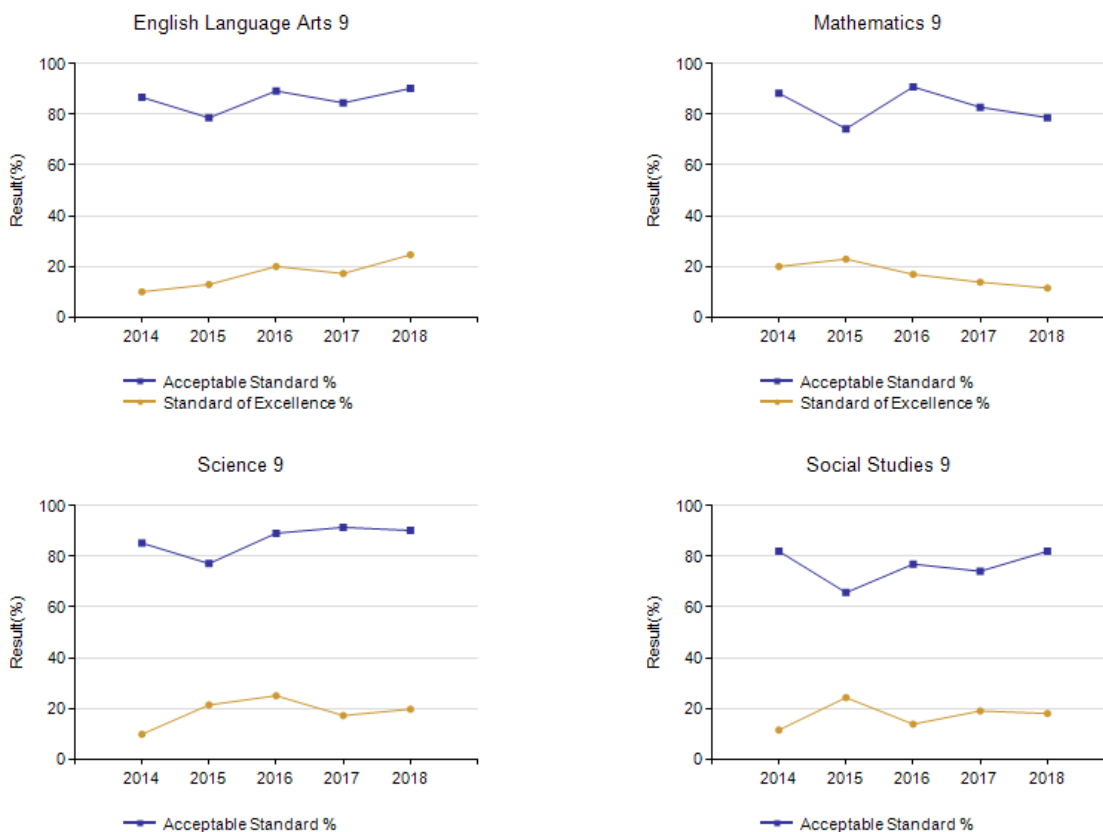 English Language Arts 9
100
80
60
40
20
0
Result(%)
2014 2015 2016 2017 2018
Acceptable Standard %
Standard of Excellence %
Mathematics 9
100
80
60
40
20
0
Result(%)
2014 2015 2016 2017 2018
Acceptable Standard %
Standard of Excellence %
Science 9
100
80
60
40
20
0
Result(%)
2014 2015 2016 2017 2018
Acceptable Standard %
Social Studies 9
100
80
60
40
20
0
Result(%)
2014 2015 2016 2017 2018
Acceptable Standard %